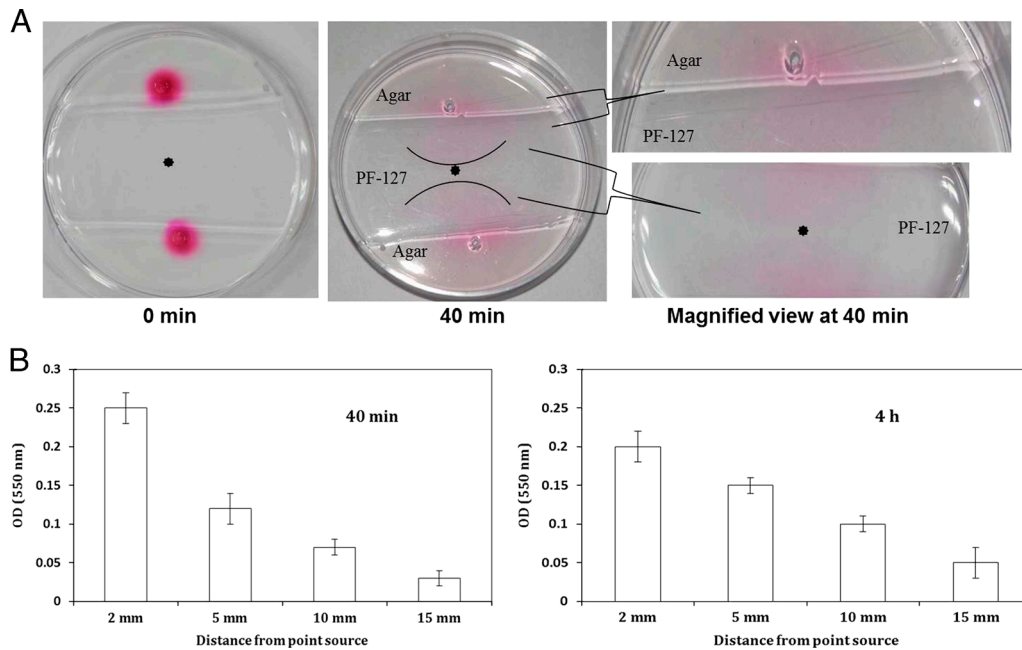 A
Agar
PF-127
Agar
Agar
PF-127
PF-127
0 min
40 min
Magnified view at 40 min
B
0.3
0.25
0.2
0.15
0.1
0.05
0
OD (550 nm)
40 min
2 mm
5 mm
10 mm
15 mm
Distance from point source
0.3
0.25
0.2
0.15
0.1
0.05
0
OD (550 nm)
4 h
2 mm
5 mm
10 mm
15 mm
Distance from point source